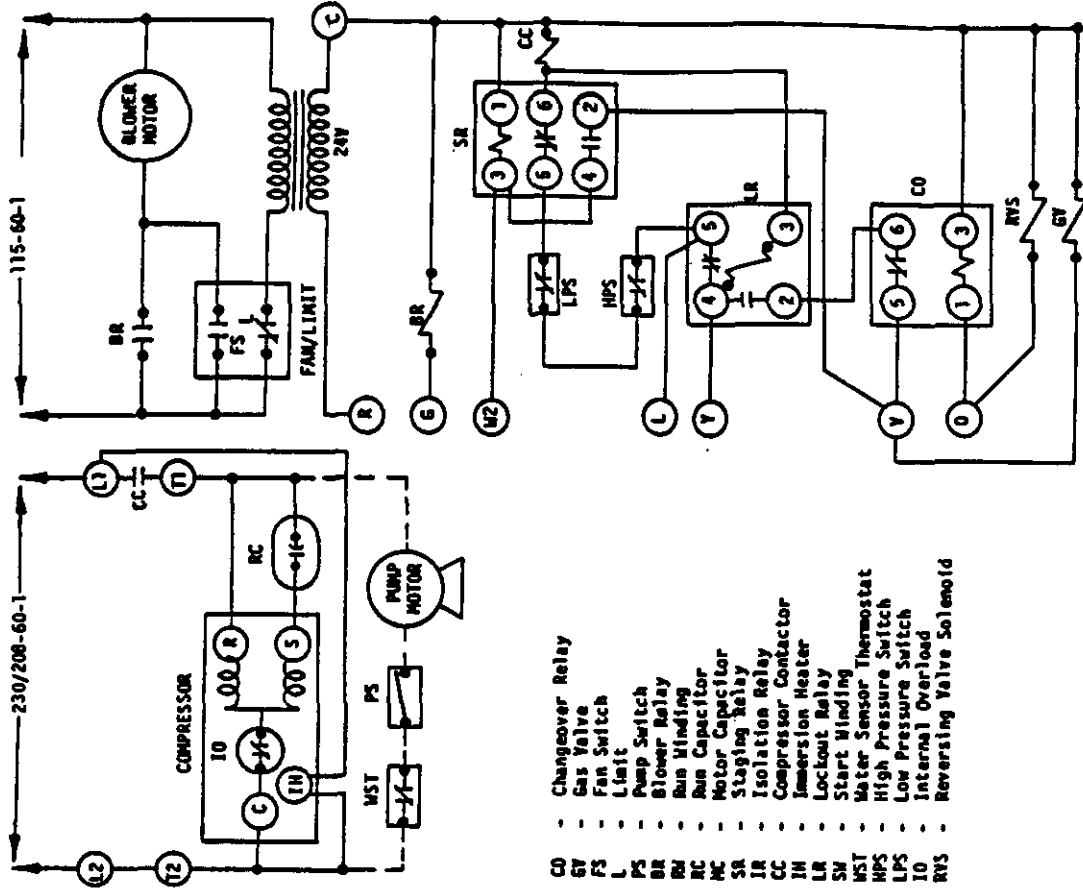 230/208-60-1
L2
T2
L1
CC
T1
COMPRESSOR
IO
C
IH
R
S
RC
WST
PS
PUMP
MOTOR
115-60-1
BR
BLOWER
MOTOR
FS
L
FAN/LIMIT
24V
R
C
G
BR
W2
SR
3
1
5
6
4
2
CC
LPS
HPS
L
Y
LR
5
4
3
2
V
O
CO
5
6
1
3
RVS
GV
CO - Changeover Relay
GV - Gas Valve
FS - Fan Switch
L - Limit
PS - Pump Switch
BR - Blower Relay
RW - Run Winding
RC - Run Capacitor
MC - Motor Capacitor
SR - Staging Relay
IR - Isolation Relay
CC - Compressor Contactor
IH - Immersion Heater
LR - Lockout Relay
SW - Start Winding
WST - Water Sensor Thermostat
HPS - High Pressure Switch
LPS - Low Pressure Switch
IO - Internal Overload
RVS - Reversing Valve Solenoid